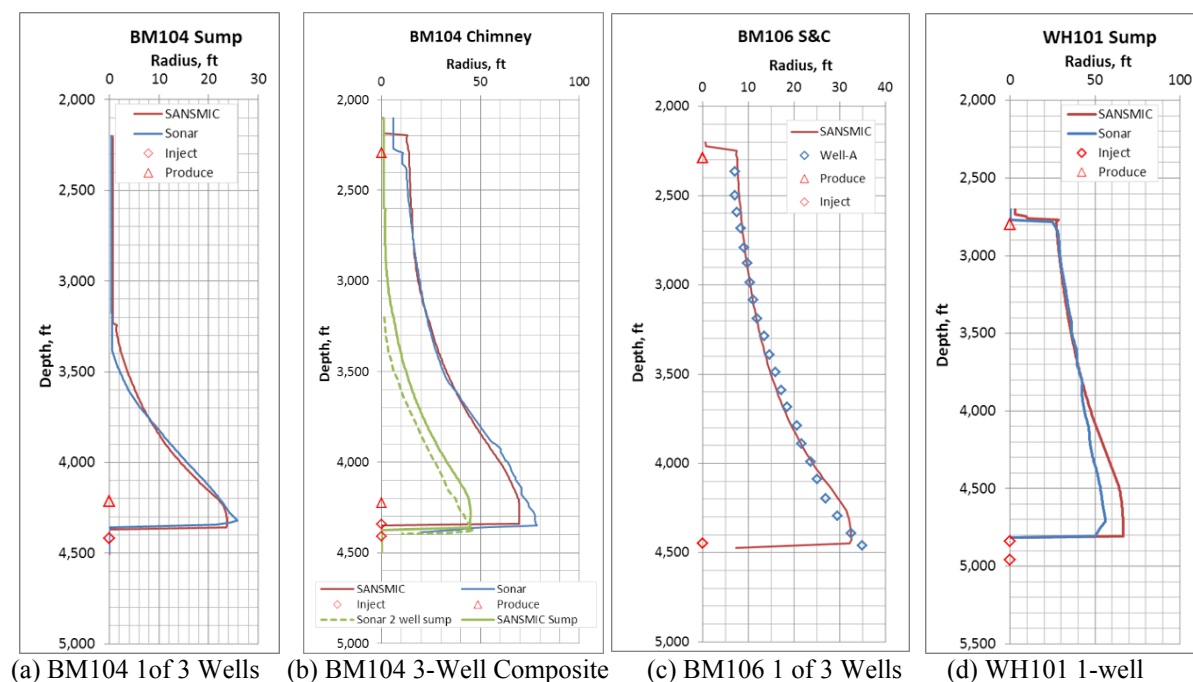 BM104 Sump
Radius, ft
0 10 20 30
2,000
2,500
3,000
3,500
4,000
4,500
5,000
Depth, ft
SANSMIC
Sonar
Inject
Produce
(a) BM104 1of 3 Wells
BM104 Chimney
Radius, ft
0 50 100
2,000
2,500
3,000
3,500
4,000
4,500
5,000
Depth, ft
SANSMIC Sonar
Inject Produce
Sonar 2 well sump SANSMIC Sump
(b) BM104 3-Well Composite
BM106 S&C
Radius, ft
0 10 20 30 40
2,000
2,500
3,000
3,500
4,000
4,500
5,000
Depth, ft
SANSMIC
Well-A
Produce
Inject
(c) BM106 1 of 3 Wells
WH101 Sump
Radius, ft
0 50 100
2,000
2,500
3,000
3,500
4,000
4,500
5,000
5,500
Depth, ft
SANSMIC
Sonar
Inject
Produce
(d) WH101 1-well